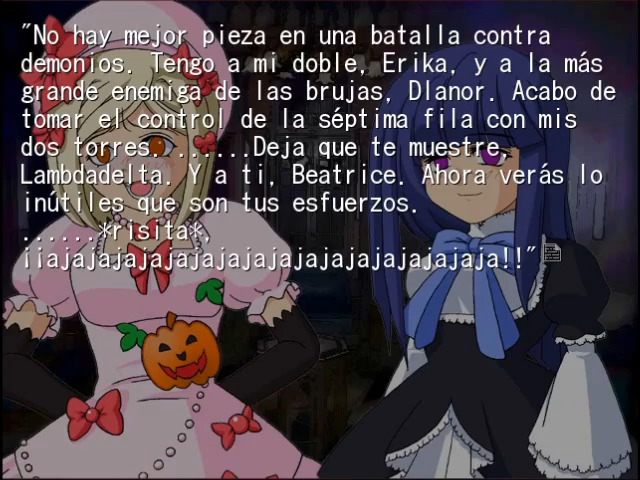 "No hay mejor pieza en una batalla contra
demonios. Tengo a mi doble, Erika, y a la más
grande enemiga de las brujas, Dlanor. Acabo de
tomar el control de la séptima fila con mis
dos torres. ......Deja que te muestre,
Lambdadelta. Y a ti, Beatrice. Ahora verás lo
inútiles que son tus esfuerzos.
......*risita*.
¡¡ajajajajajajajajajajajajajajajajaja!!"